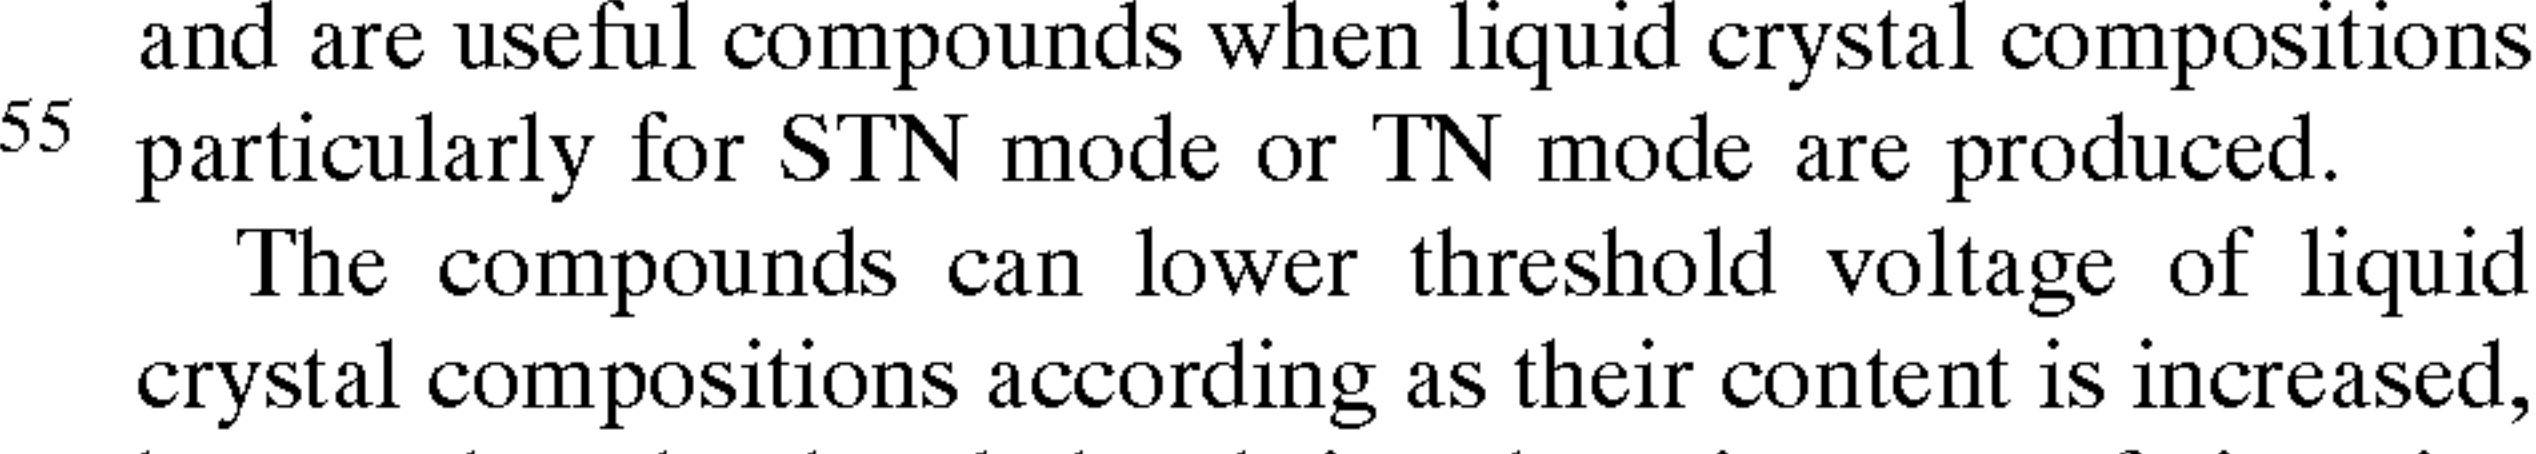 and are useful compounds when liquid crystal compositions
55 particularly for STN mode or TN mode are produced.
The compounds can lower threshold voltage of liquid
crystal compositions according as their content is increased,